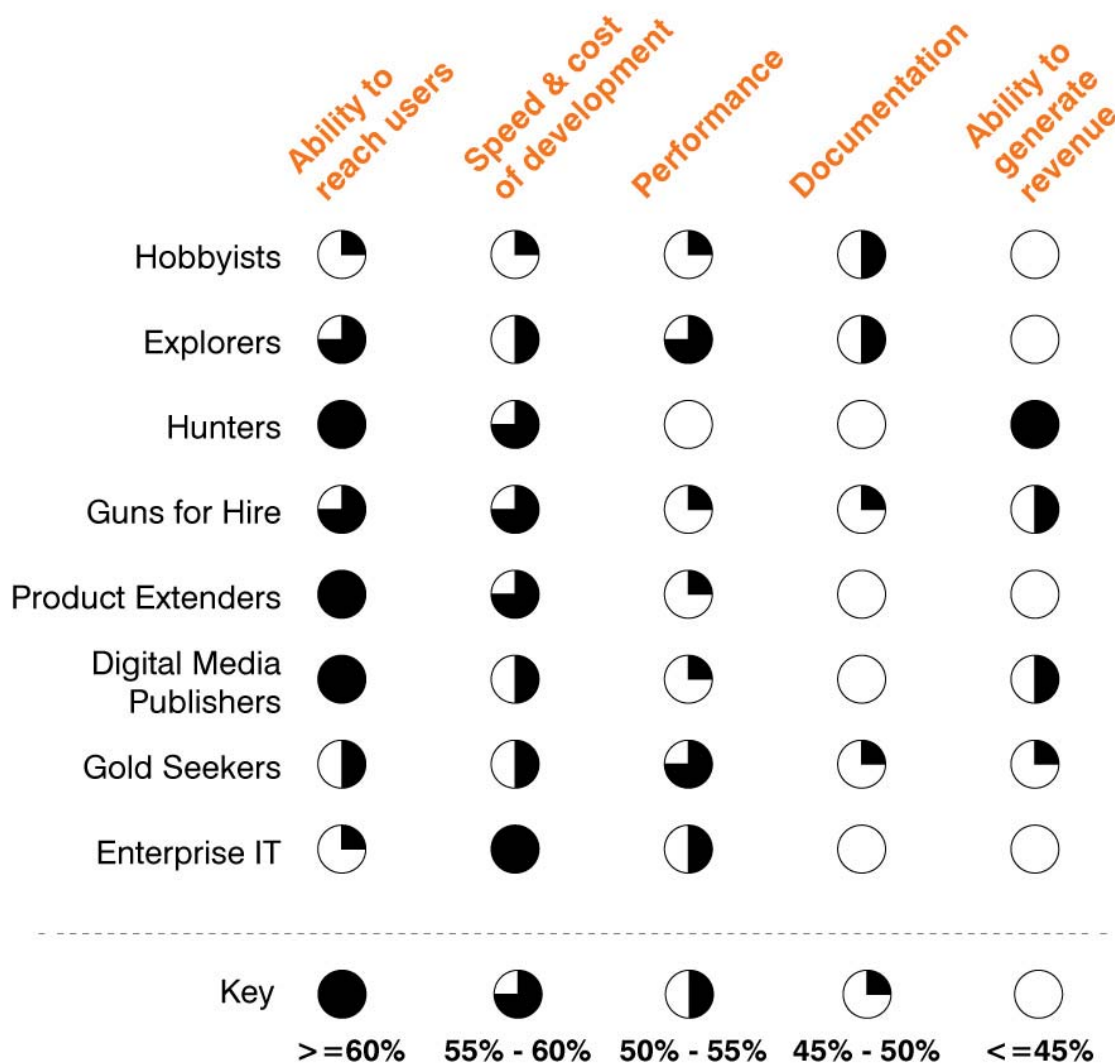 Ability to
reach users
Speed & cost
of development
Performance
Documentation
Ability to
generate
revenue
Hobbyists
Explorers
Hunters
Guns for Hire
Product Extenders
Digital Media
Publishers
Gold Seekers
Enterprise IT
Key
>=60% 55% - 60% 50% - 55% 45% - 50% <=45%